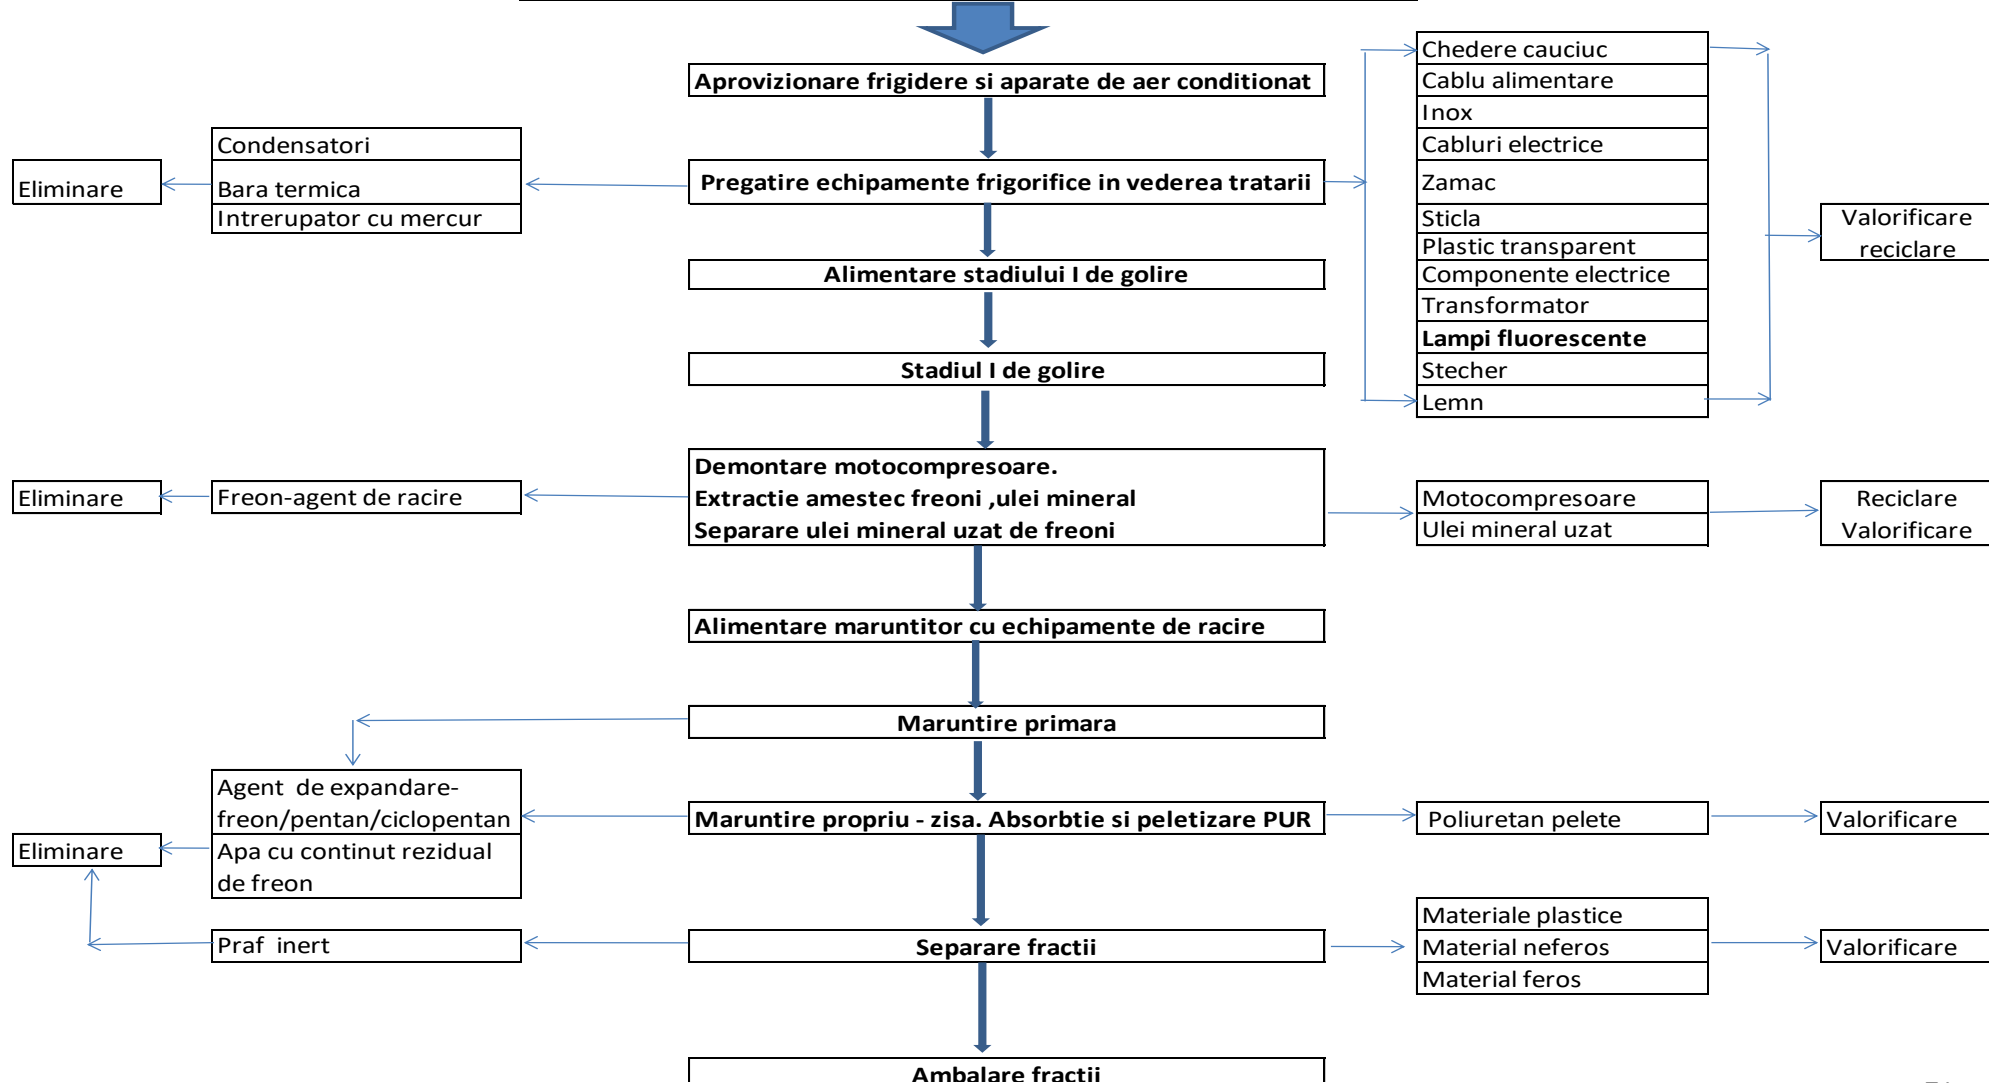 Aprovizionare frigidere si aparate de aer conditionat
Chedere cauciuc
Cablu alimentare
Inox
Cabluri electrice
Zamac
Sticla
Plastic transparent
Componente electrice
Transformator
Lampi fluorescente
Stecher
Lemn
Valorificare
reciclare
Condensatori
Bara termica
Intrerupator cu mercur
Eliminare
Pregatire echipamente frigorifice in vederea tratarii
Alimentare stadiului I de golire
Stadiul I de golire
Eliminare
Freon-agent de racire
Demontare motocompresoare.
Extractie amestec freoni ,ulei mineral
Separare ulei mineral uzat de freoni
Motocompresoare
Ulei mineral uzat
Reciclare
Valorificare
Alimentare maruntitor cu echipamente de racire
Maruntire primara
Agent de expandare-
freon/pentan/ciclopentan
Apa cu continut rezidual
de freon
Eliminare
Maruntire propriu - zisa. Absorbtie si peletizare PUR
Poliuretan pelete
Valorificare
Praf inert
Separare fractii
Materiale plastice
Material neferos
Material feros
Valorificare
Ambalare fractii